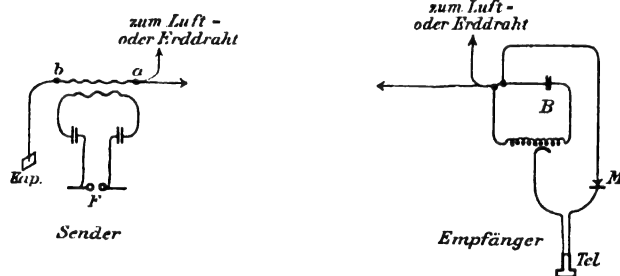 zum Luft-
oder Erddraht
b
a
Kap.
F
Sender
zum Luft-
oder Erddraht
B
M
Empfänger
Tel